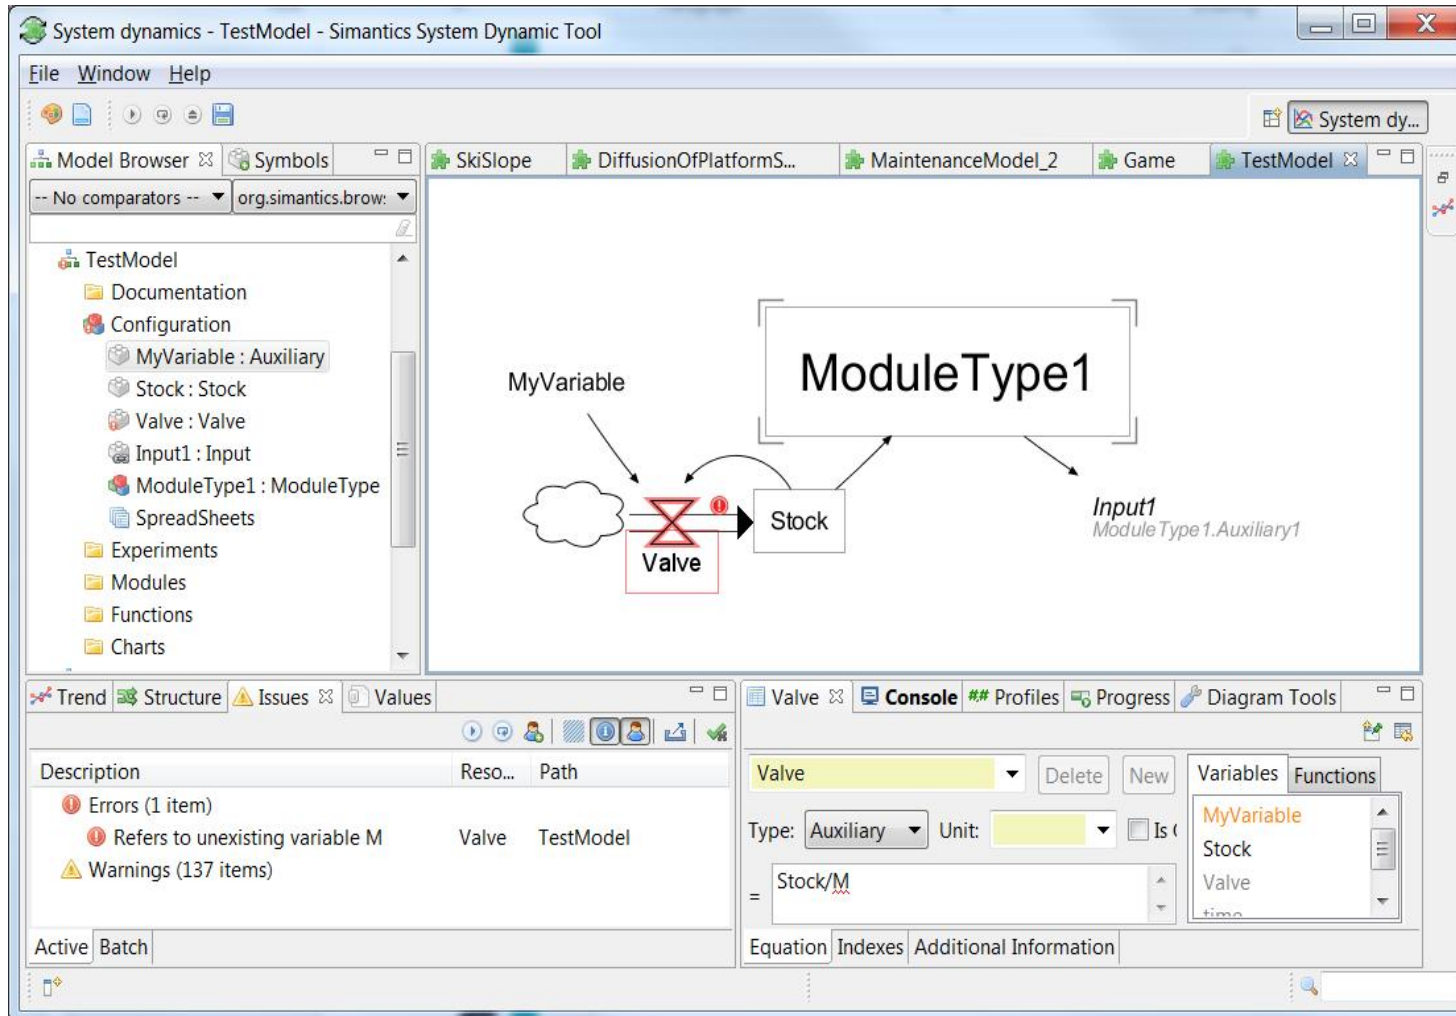 System dynamics - TestModel - Simantics System Dynamic Tool
File Window Help
System dy...
Model Browser Symbols
SkiSlope DiffusionOfPlatformS... MaintenanceModel_2 Game TestModel
-- No comparators -- org.simantics.brow:
TestModel
Documentation
Configuration
MyVariable : Auxiliary
Stock : Stock
Valve : Valve
Input1 : Input
ModuleType1 : ModuleType
SpreadSheets
Experiments
Modules
Functions
Charts
ModuleType1
MyVariable
Stock
Valve
Input1
ModuleType1.Auxiliary1
Trend Structure Issues Values
Description Reso... Path
Errors (1 item)
Refers to unexisting variable M Valve TestModel
Warnings (137 items)
Active Batch
Valve Console Profiles Progress Diagram Tools
Valve Delete New
Type: Auxiliary Unit: Is
= Stock/M
Variables Functions
MyVariable
Stock
Valve
time
Equation Indexes Additional Information